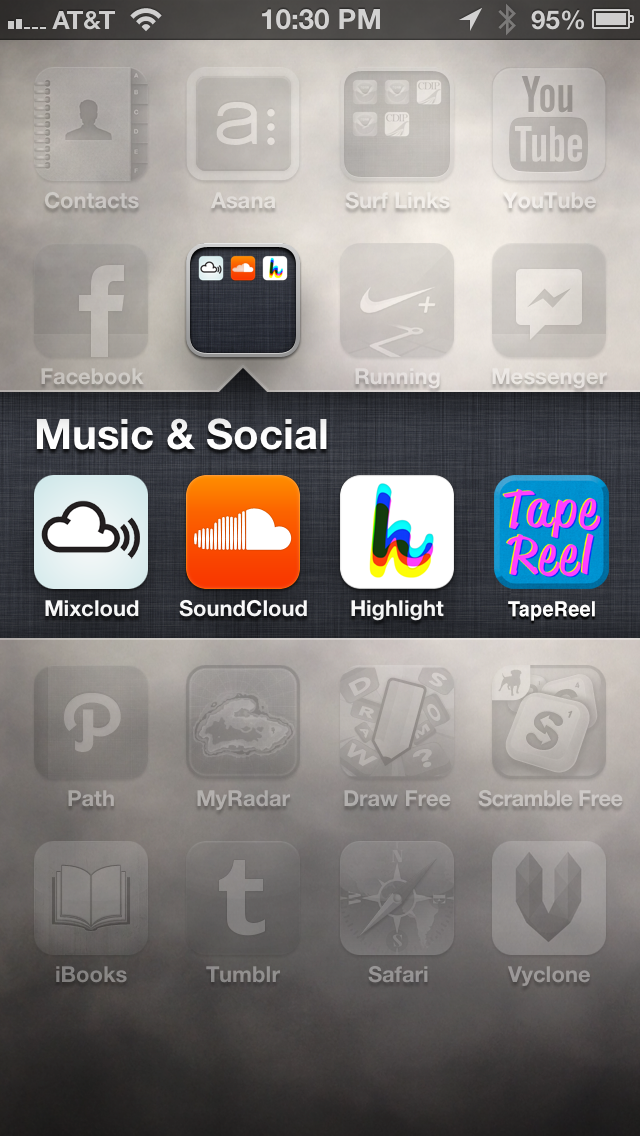 AT&T 10:30 PM 95%
a:
You
Tube
Contacts Asana Surf Links YouTube
f
Facebook Running Messenger
Music & Social
h
Tape
Reel
Mixcloud SoundCloud Highlight TapeReel
Path MyRadar Draw Free Scramble Free
t
iBooks Tumblr Safari Vyclone